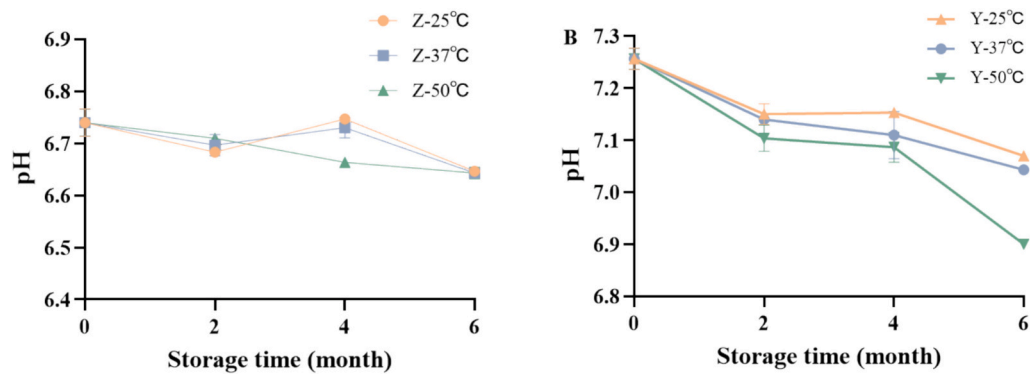 Z-25℃
Z-37℃
Z-50℃
6.9
6.8
6.7
6.6
6.5
6.4
pH
0
2
4
6
Storage time (month)
B
Y-25℃
Y-37℃
Y-50℃
7.3
7.2
7.1
7.0
6.9
6.8
pH
0
2
4
6
Storage time (month)